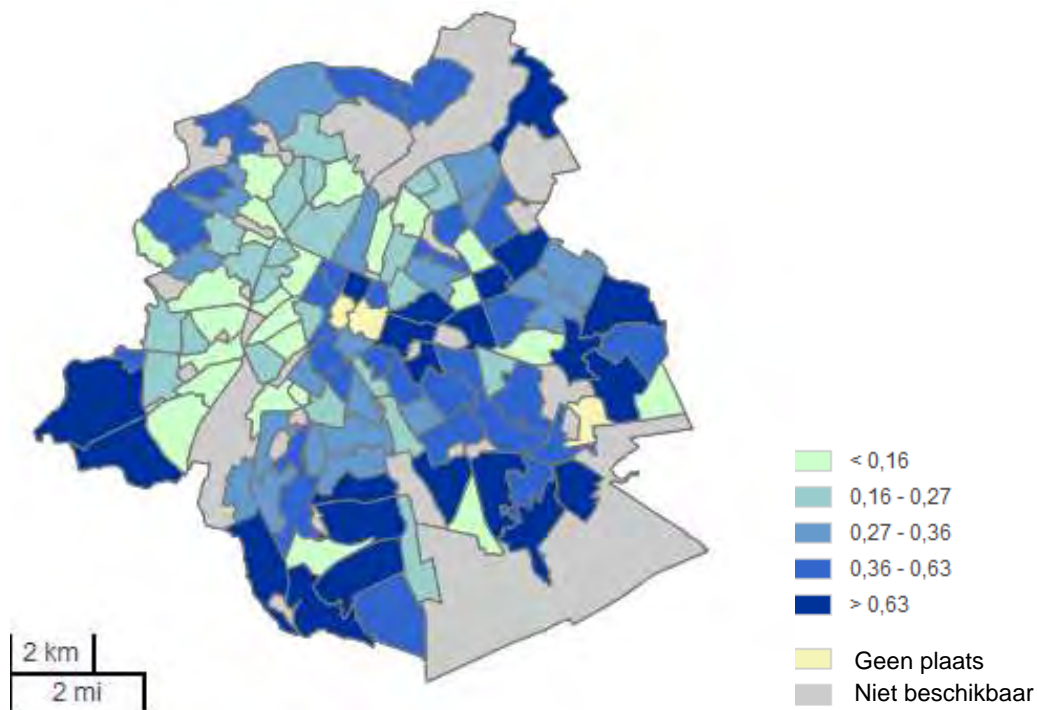 < 0,16
0,16 - 0,27
0,27 - 0,36
0,36 - 0,63
> 0,63
Geen plaats
Niet beschikbaar
2 km
2 mi